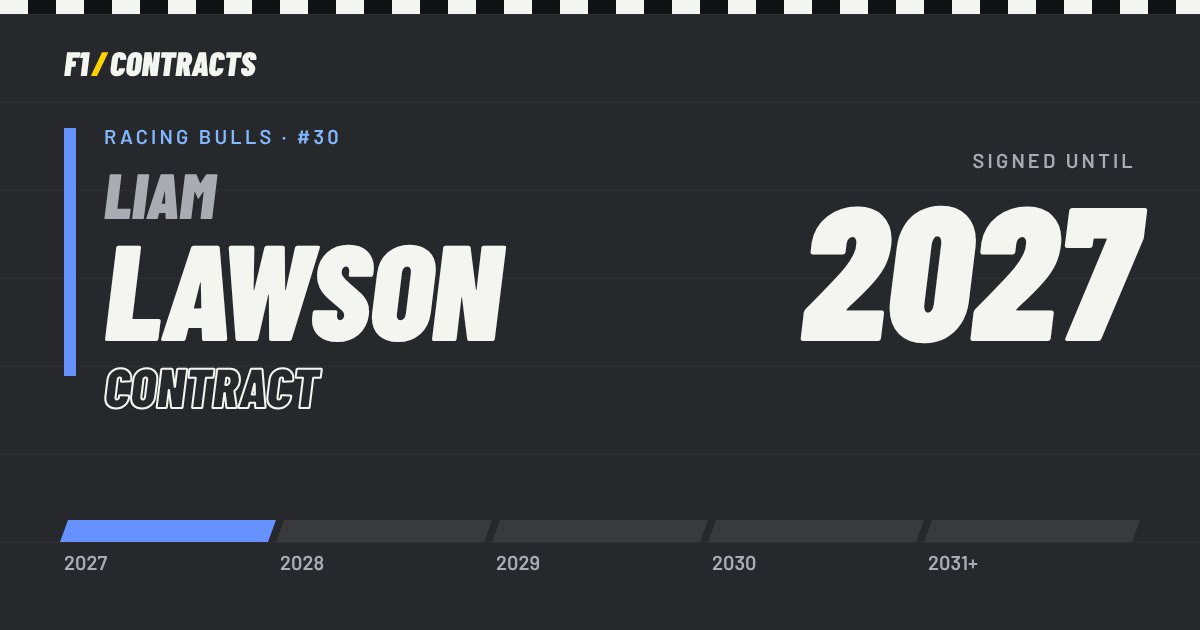 F1/CONTRACTS
RACING BULLS · #30
LIAM
LAWSON
CONTRACT
SIGNED UNTIL
2027
2027 2028 2029 2030 2031+